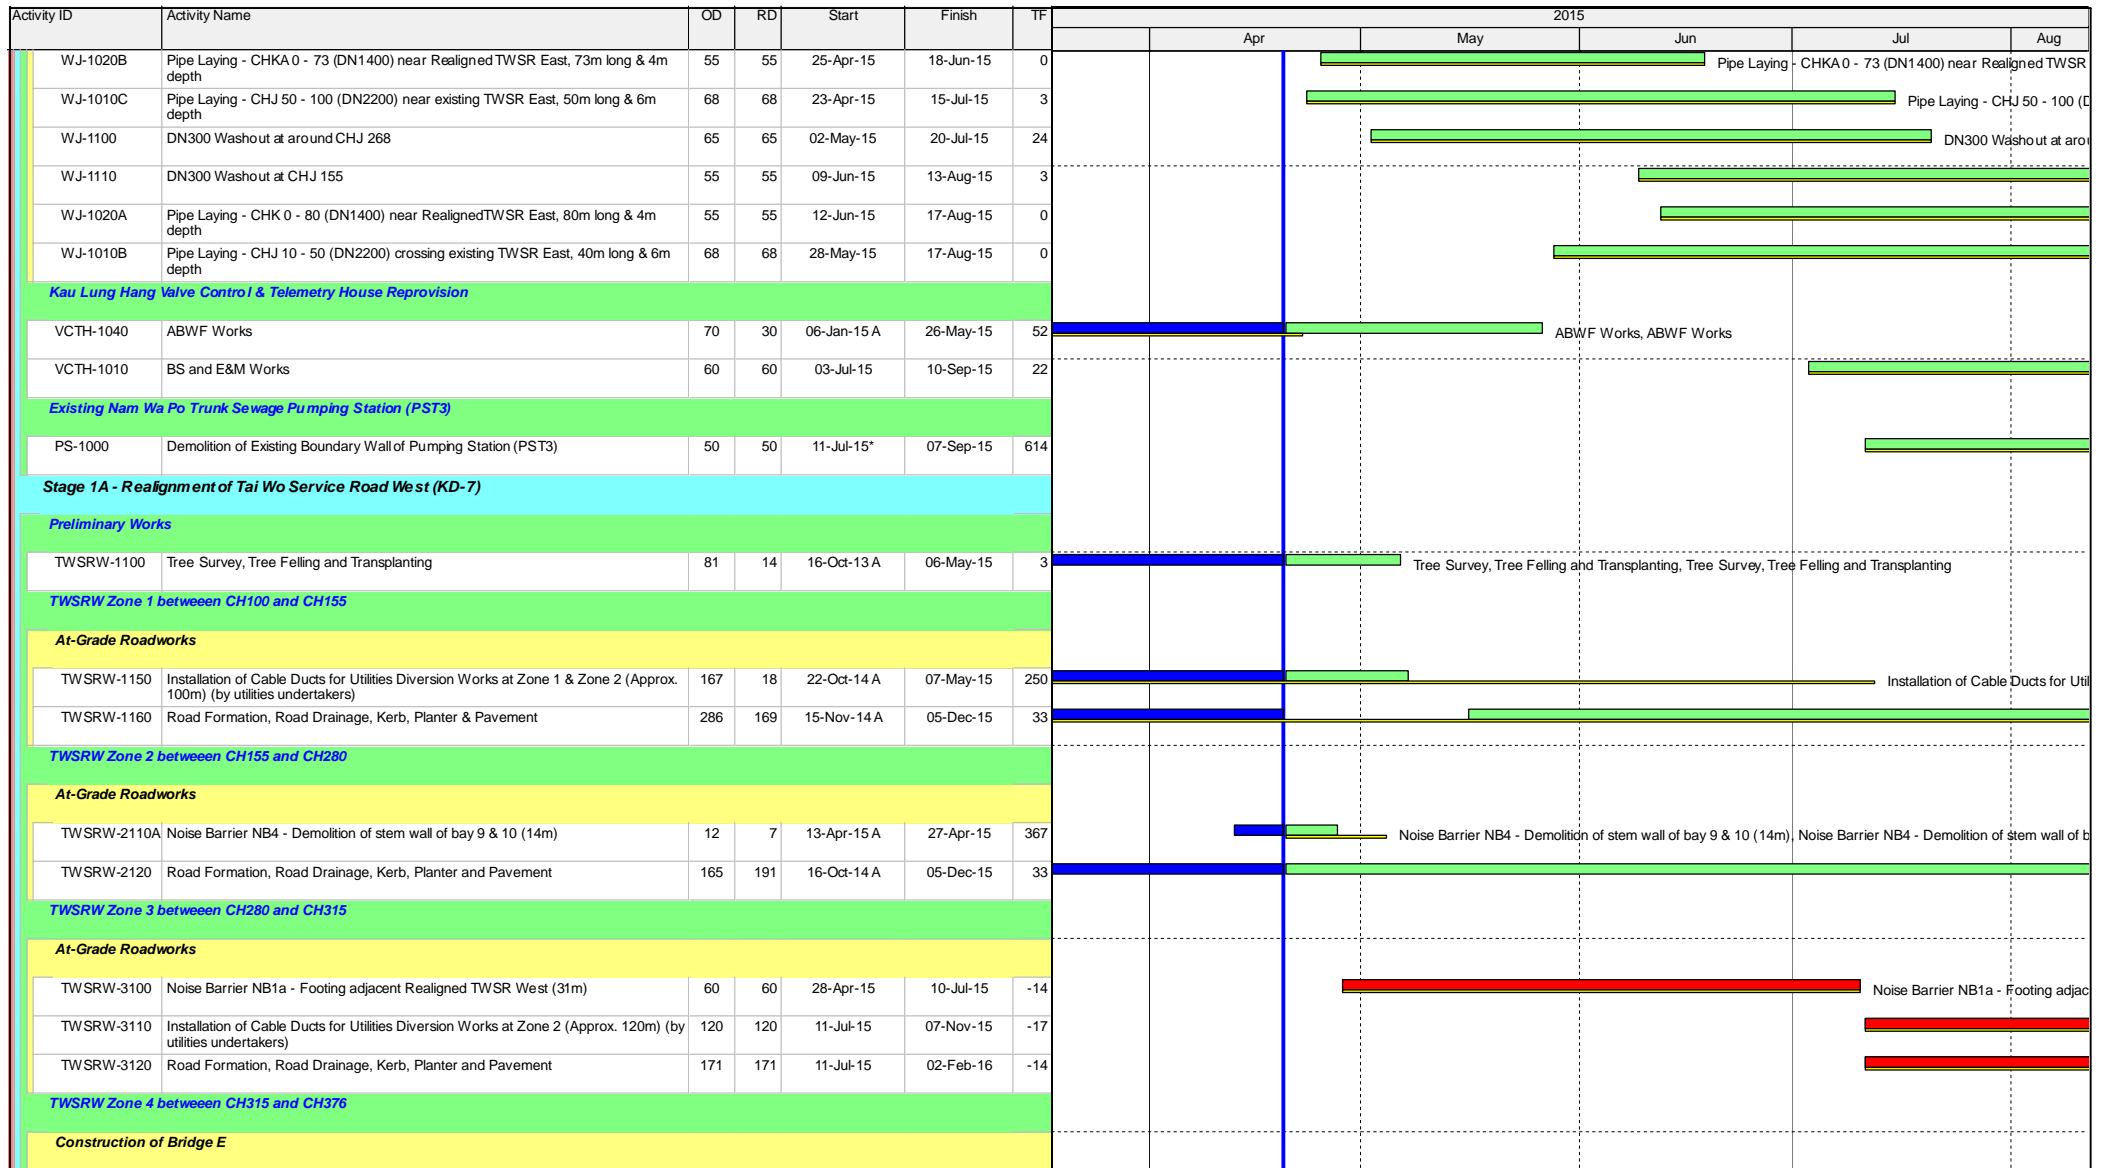 Activity ID Activity Name OD RD Start Finish TF 2015
Apr May Jun Jul Aug
WJ-1020B Pipe Laying - CHKA 0 - 73 (DN1400) near Realigned TWSR East, 73m long & 4m depth 55 55 25-Apr-15 18-Jun-15 0 Pipe Laying - CHKA 0 - 73 (DN1400) near Realigned TWSR
WJ-1010C Pipe Laying - CHJ 50 - 100 (DN2200) near existing TWSR East, 50m long & 6m depth 68 68 23-Apr-15 15-Jul-15 3 Pipe Laying - CHJ 50 - 100 (D
WJ-1100 DN300 Washout at around CHJ 268 65 65 02-May-15 20-Jul-15 24 DN300 Washout at arou
WJ-1110 DN300 Washout at CHJ 155 55 55 09-Jun-15 13-Aug-15 3
WJ-1020A Pipe Laying - CHK 0 - 80 (DN1400) near RealignedTWSR East, 80m long & 4m depth 55 55 12-Jun-15 17-Aug-15 0
WJ-1010B Pipe Laying - CHJ 10 - 50 (DN2200) crossing existing TWSR East, 40m long & 6m depth 68 68 28-May-15 17-Aug-15 0
Kau Lung Hang Valve Control & Telemetry House Reprovision
VCTH-1040 ABWF Works 70 30 06-Jan-15 A 26-May-15 52 ABWF Works, ABWF Works
VCTH-1010 BS and E&M Works 60 60 03-Jul-15 10-Sep-15 22
Existing Nam Wa Po Trunk Sewage Pumping Station (PST3)
PS-1000 Demolition of Existing Boundary Wall of Pumping Station (PST3) 50 50 11-Jul-15* 07-Sep-15 614
Stage 1A - Realignment of Tai Wo Service Road West (KD-7)
Preliminary Works
TWSRW-1100 Tree Survey, Tree Felling and Transplanting 81 14 16-Oct-13 A 06-May-15 3 Tree Survey, Tree Felling and Transplanting, Tree Survey, Tree Felling and Transplanting
TWSRW Zone 1 betweeen CH100 and CH155
At-Grade Roadworks
TWSRW-1150 Installation of Cable Ducts for Utilities Diversion Works at Zone 1 & Zone 2 (Approx. 100m) (by utilities undertakers) 167 18 22-Oct-14 A 07-May-15 250 Installation of Cable Ducts for Util
TWSRW-1160 Road Formation, Road Drainage, Kerb, Planter & Pavement 286 169 15-Nov-14 A 05-Dec-15 33
TWSRW Zone 2 betweeen CH155 and CH280
At-Grade Roadworks
TWSRW-2110A Noise Barrier NB4 - Demolition of stem wall of bay 9 & 10 (14m) 12 7 13-Apr-15 A 27-Apr-15 367 Noise Barrier NB4 - Demolition of stem wall of bay 9 & 10 (14m), Noise Barrier NB4 - Demolition of stem wall of b
TWSRW-2120 Road Formation, Road Drainage, Kerb, Planter and Pavement 165 191 16-Oct-14 A 05-Dec-15 33
TWSRW Zone 3 betweeen CH280 and CH315
At-Grade Roadworks
TWSRW-3100 Noise Barrier NB1a - Footing adjacent Realigned TWSR West (31m) 60 60 28-Apr-15 10-Jul-15 -14 Noise Barrier NB1a - Footing adjac
TWSRW-3110 Installation of Cable Ducts for Utilities Diversion Works at Zone 2 (Approx. 120m) (by utilities undertakers) 120 120 11-Jul-15 07-Nov-15 -17
TWSRW-3120 Road Formation, Road Drainage, Kerb, Planter and Pavement 171 171 11-Jul-15 02-Feb-16 -14
TWSRW Zone 4 betweeen CH315 and CH376
Construction of Bridge E